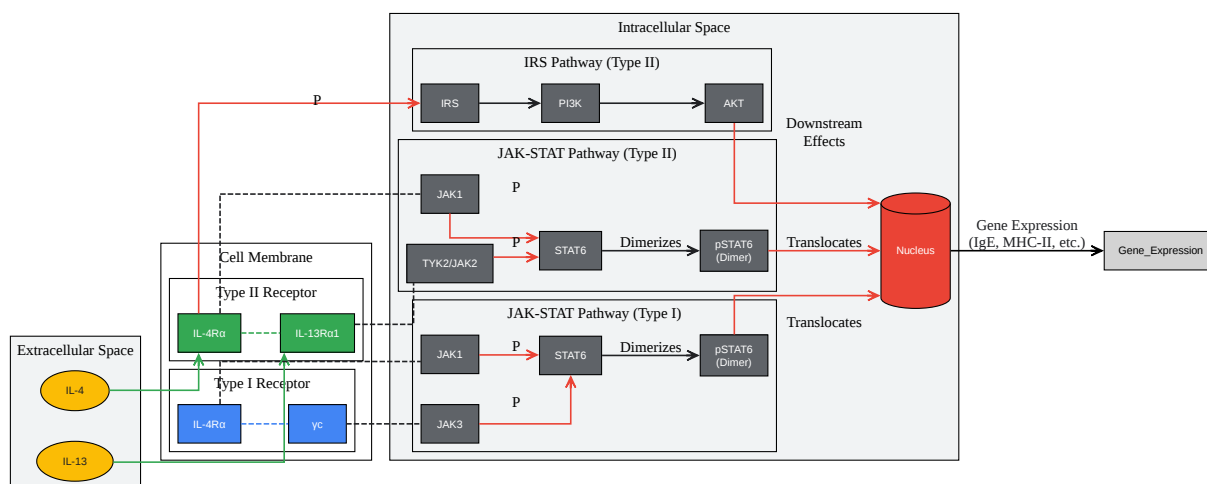 Intracellular Space
IRS Pathway (Type II)
P
IRS
PI3K
AKT
Downstream
Effects
JAK-STAT Pathway (Type II)
JAK1
P
TYK2/JAK2
P
STAT6
Dimerizes
pSTAT6
(Dimer)
Translocates
Nucleus
Gene Expression
(IgE, MHC-II, etc.)
Gene_Expression
Cell Membrane
Type II Receptor
IL-4Rα
IL-13Rα1
JAK-STAT Pathway (Type I)
Translocates
JAK1
P
STAT6
Dimerizes
pSTAT6
(Dimer)
P
JAK3
Extracellular Space
IL-4
IL-13
Type I Receptor
IL-4Rα
γc